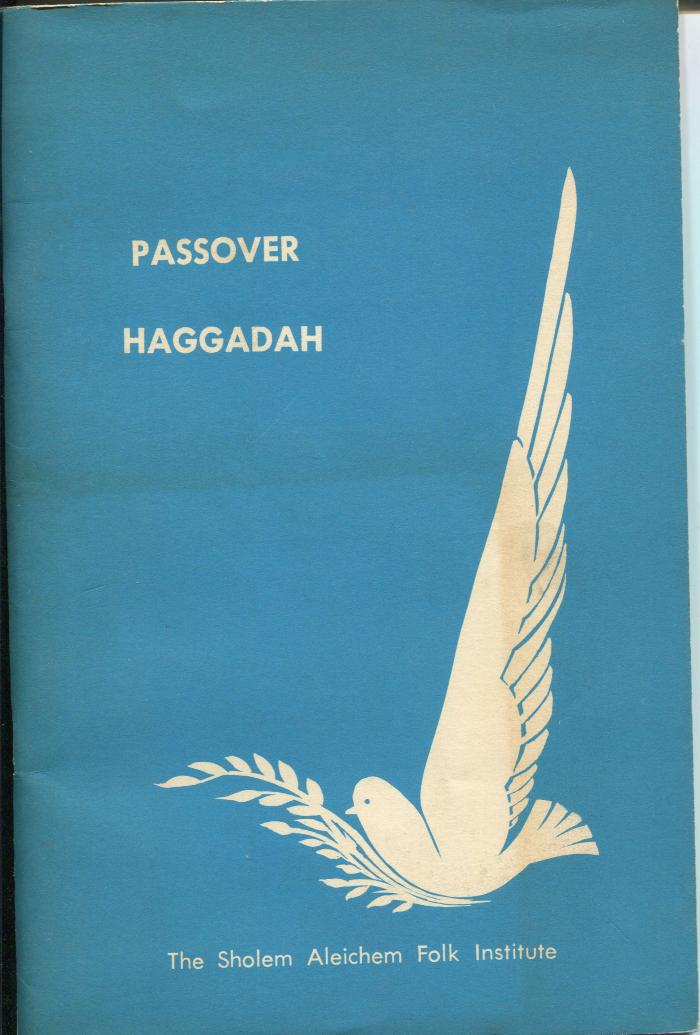 PASSOVER
HAGGADAH
The Sholem Aleichem Folk Institute